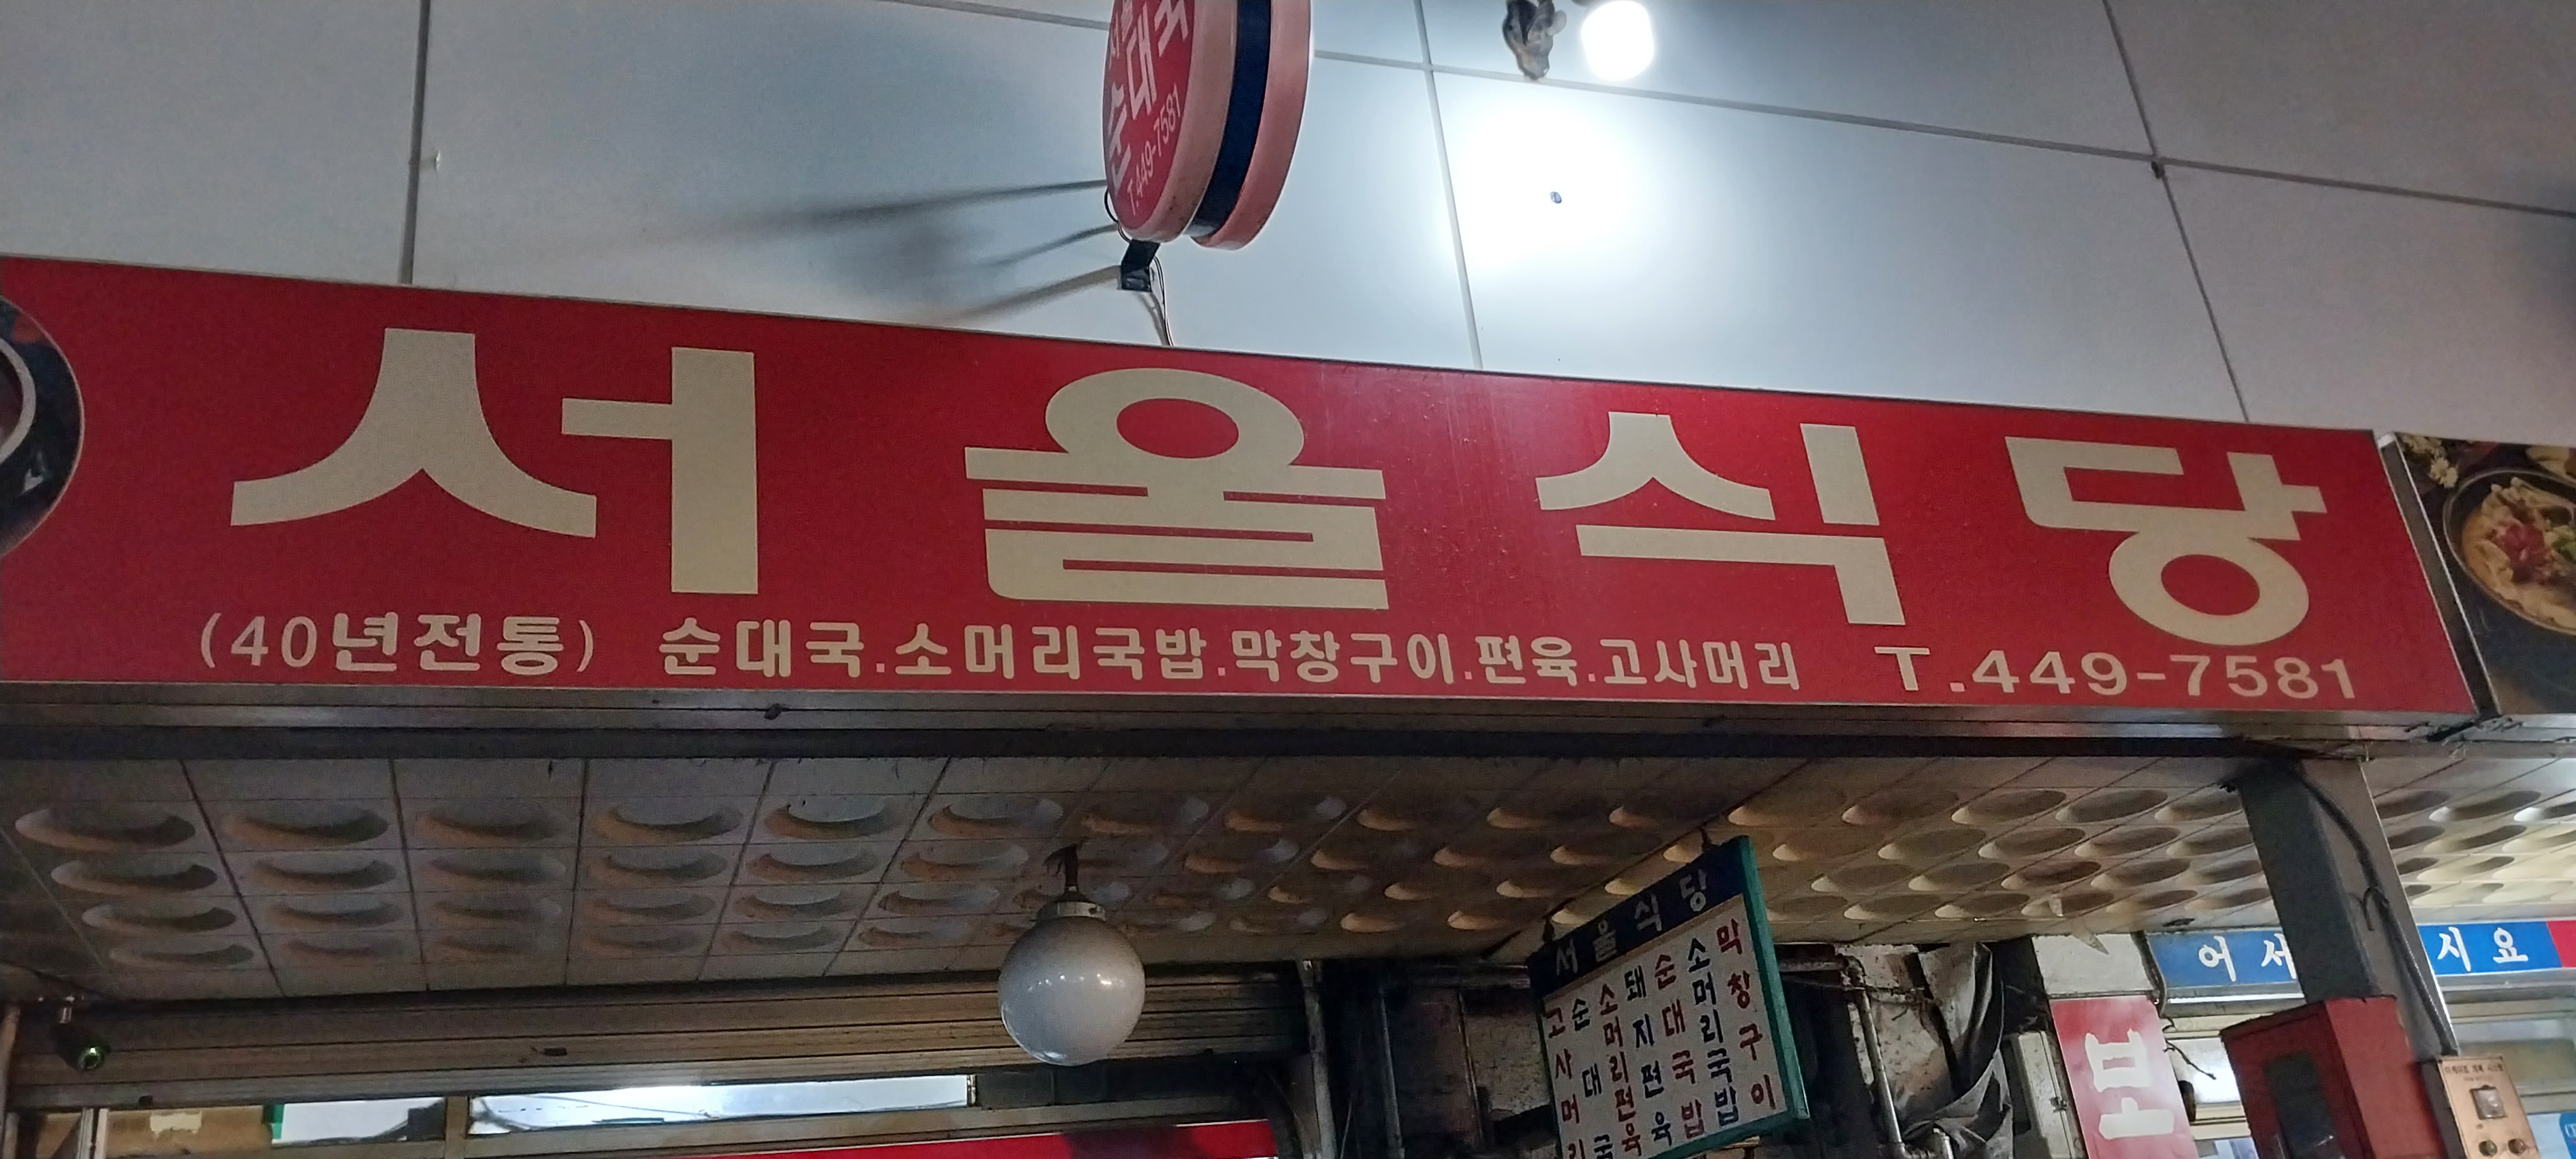 순대국
T.449-7581
서울식당
(40년전통) 순대국.소머리국밥.막창구이.편육.고사머리 T.449-7581
서울식당
고사머리
순대국
소머리편육
돼지편육
순대국밥
소머리국밥
막창구이
어서
시요
보